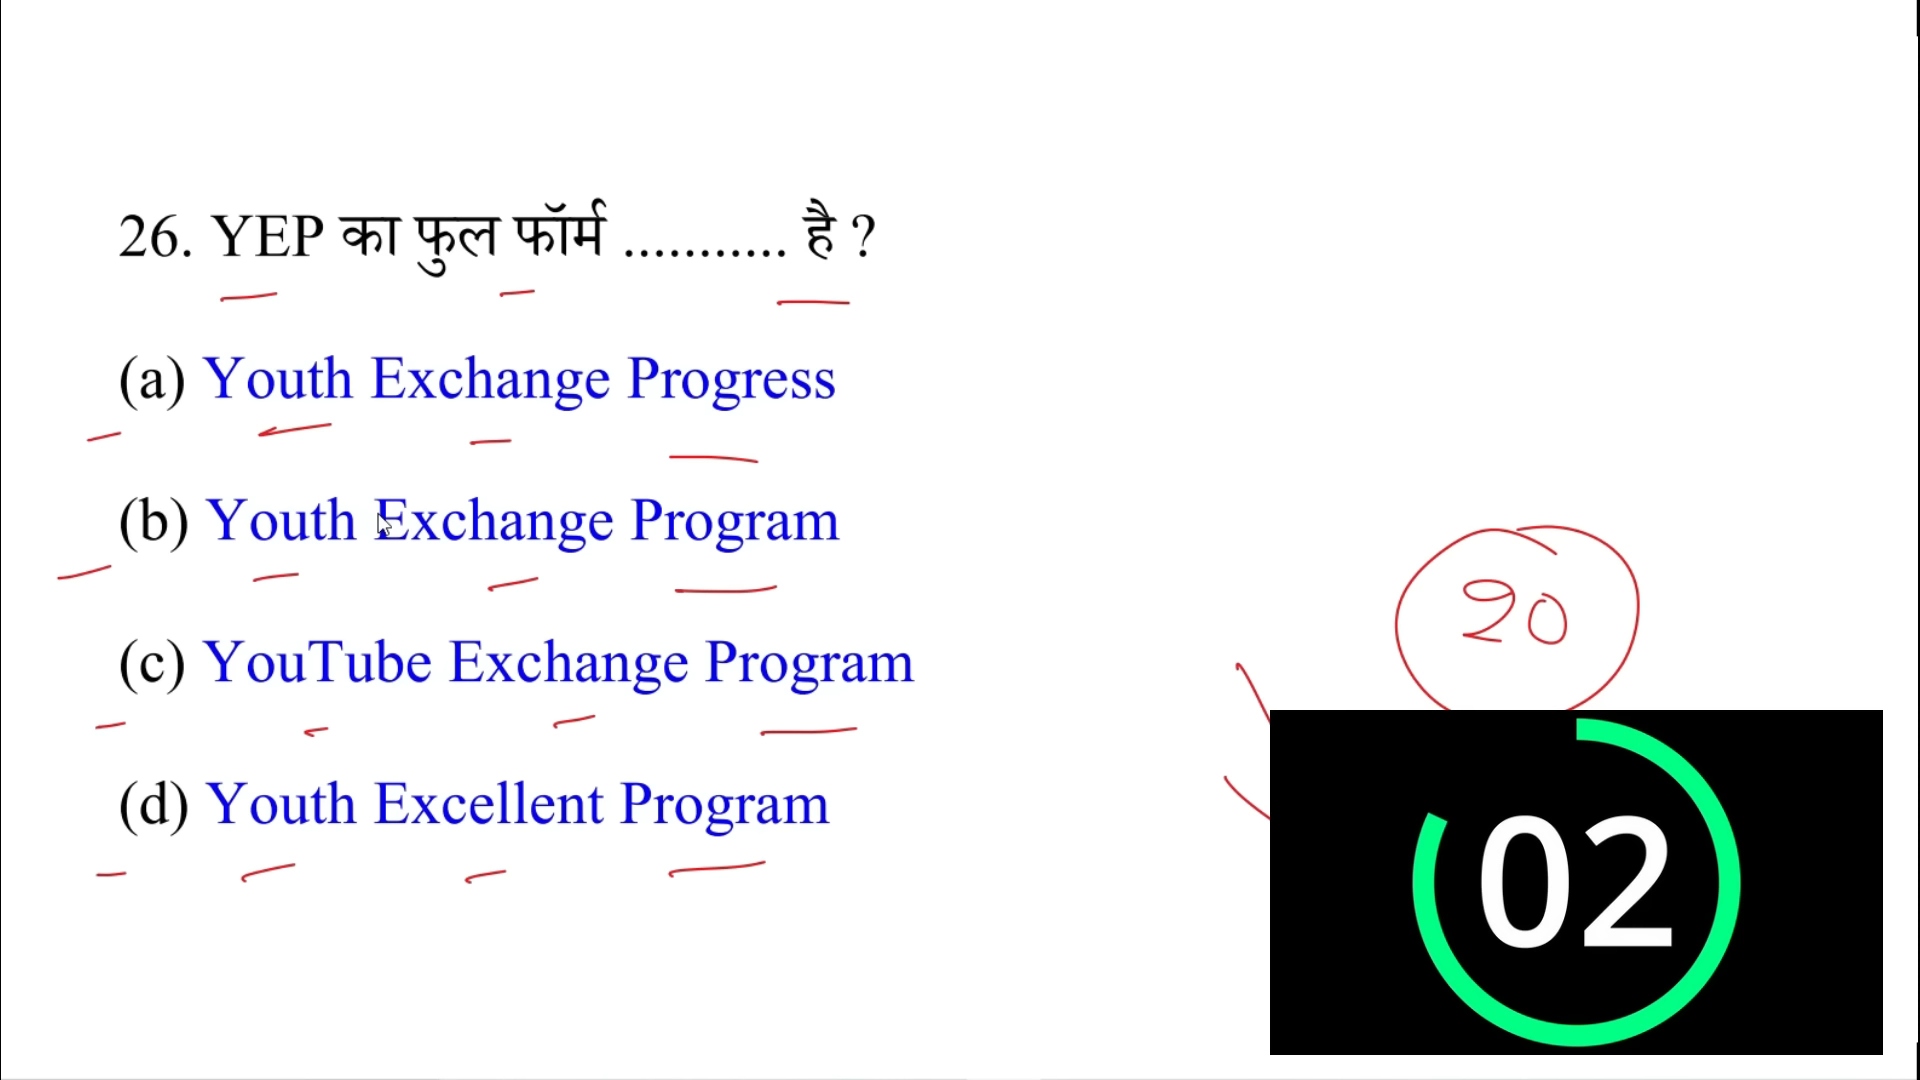 26. YEP का फुल फॉर्म ........... है ?
(a) Youth Exchange Progress
(b) Youth Exchange Program
(c) YouTube Exchange Program
(d) Youth Excellent Program
20
02